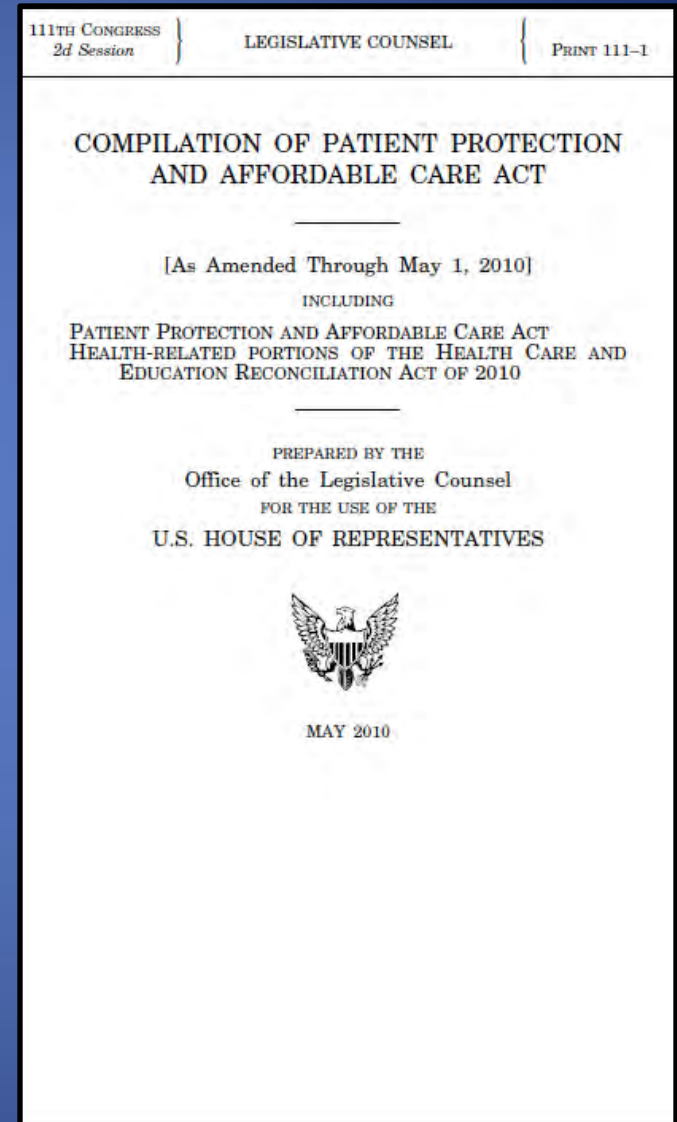 111TH CONGRESS
2d Session
LEGISLATIVE COUNSEL
PRINT 111–1
COMPILATION OF PATIENT PROTECTION
AND AFFORDABLE CARE ACT
[As Amended Through May 1, 2010]
INCLUDING
PATIENT PROTECTION AND AFFORDABLE CARE ACT
HEALTH-RELATED PORTIONS OF THE HEALTH CARE AND
EDUCATION RECONCILIATION ACT OF 2010
PREPARED BY THE
Office of the Legislative Counsel
FOR THE USE OF THE
U.S. HOUSE OF REPRESENTATIVES
MAY 2010